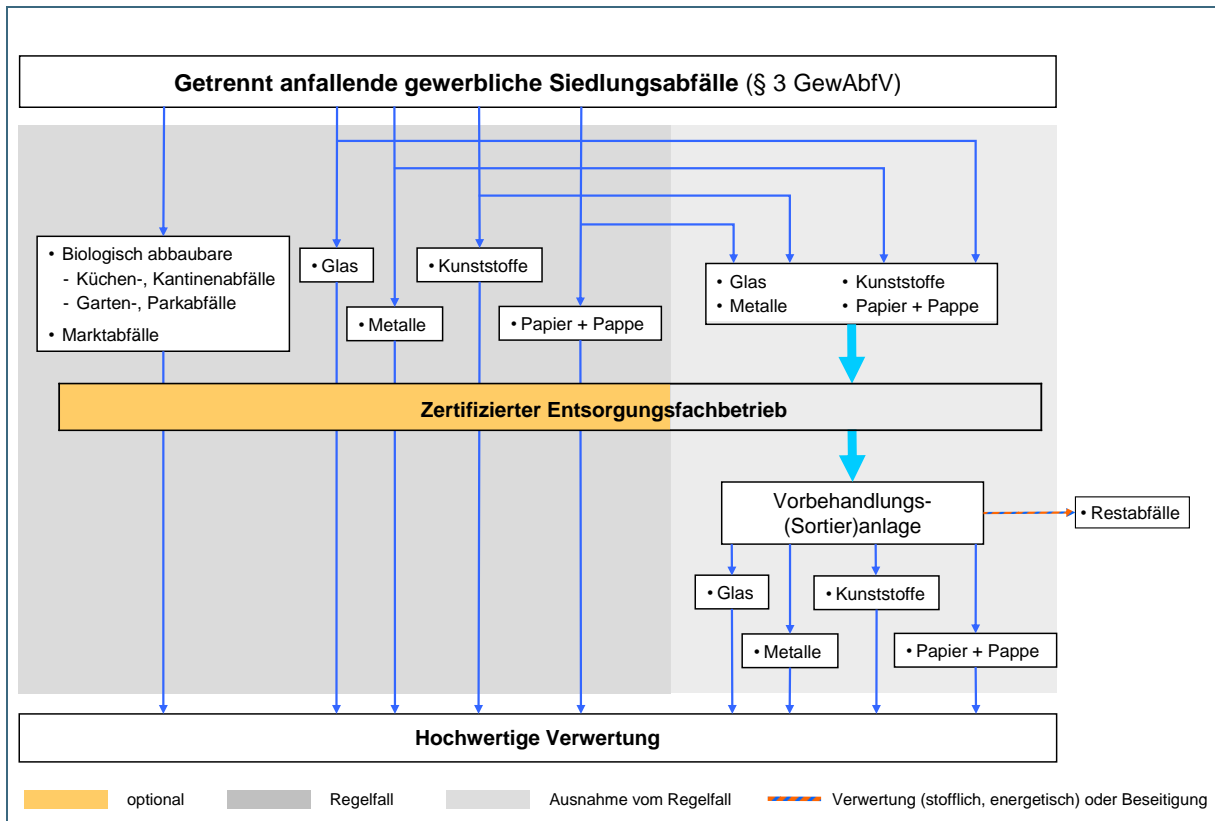 Getrennt anfallende gewerbliche Siedlungsabfälle (§ 3 GewAbfV)
• Biologisch abbaubare
- Küchen-, Kantinenabfälle
- Garten-, Parkabfälle
• Marktabfälle
• Glas
• Metalle
• Kunststoffe
• Papier + Pappe
• Glas
• Metalle
• Kunststoffe
• Papier + Pappe
Zertifizierter Entsorgungsfachbetrieb
Vorbehandlungs-
(Sortier)anlage
• Restabfälle
• Glas
• Metalle
• Kunststoffe
• Papier + Pappe
Hochwertige Verwertung
optional
Regelfall
Ausnahme vom Regelfall
Verwertung (stofflich, energetisch) oder Beseitigung